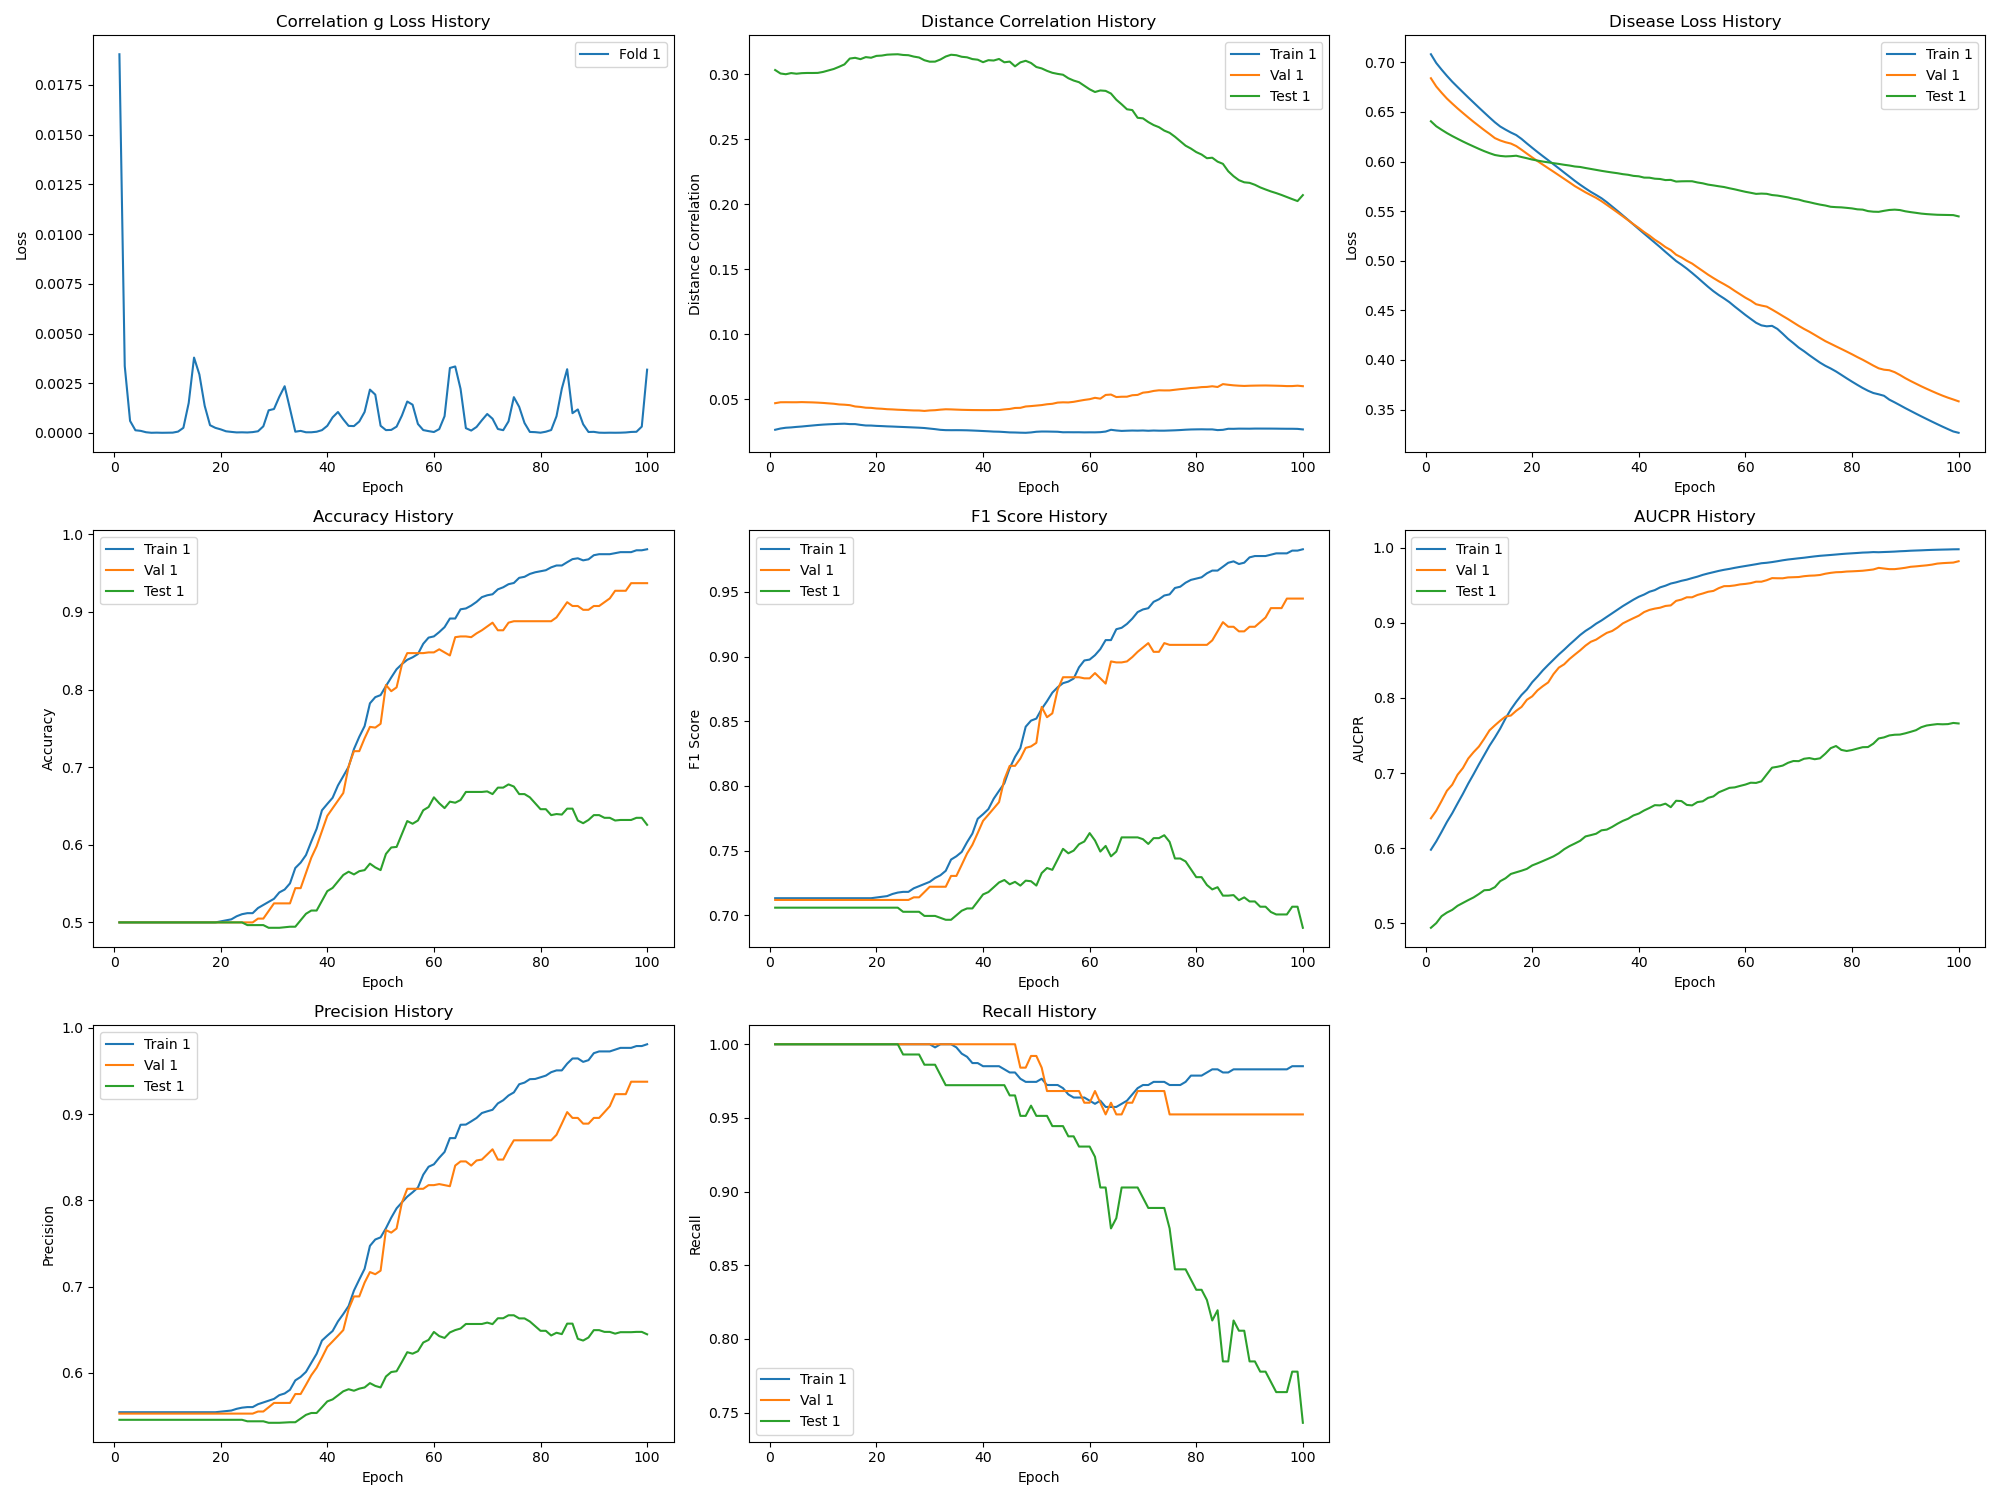 Correlation g Loss History
Fold 1
0.0175
0.0150
0.0125
0.0100
0.0075
0.0050
0.0025
0.0000
Loss
0 20 40 60 80 100
Epoch
Distance Correlation History
Train 1
Val 1
Test 1
0.30
0.25
0.20
0.15
0.10
0.05
Distance Correlation
0 20 40 60 80 100
Epoch
Disease Loss History
Train 1
Val 1
Test 1
0.70
0.65
0.60
0.55
0.50
0.45
0.40
0.35
Loss
0 20 40 60 80 100
Epoch
Accuracy History
Train 1
Val 1
Test 1
1.0
0.9
0.8
0.7
0.6
0.5
Accuracy
0 20 40 60 80 100
Epoch
F1 Score History
Train 1
Val 1
Test 1
0.95
0.90
0.85
0.80
0.75
0.70
F1 Score
0 20 40 60 80 100
Epoch
AUCPR History
Train 1
Val 1
Test 1
1.0
0.9
0.8
0.7
0.6
0.5
AUCPR
0 20 40 60 80 100
Epoch
Precision History
Train 1
Val 1
Test 1
1.0
0.9
0.8
0.7
0.6
Precision
0 20 40 60 80 100
Epoch
Recall History
1.00
0.95
0.90
0.85
0.80
0.75
Recall
Train 1
Val 1
Test 1
0 20 40 60 80 100
Epoch